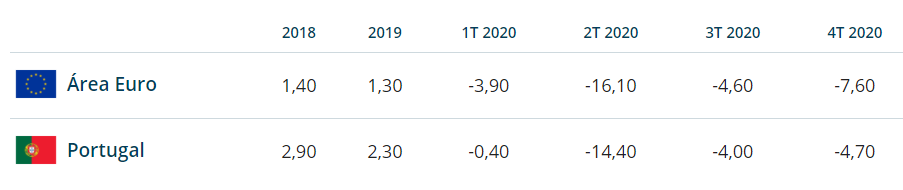 2018 2019 1T 2020 2T 2020 3T 2020 4T 2020
Área Euro 1,40 1,30 -3,90 -16,10 -4,60 -7,60
Portugal 2,90 2,30 -0,40 -14,40 -4,00 -4,70